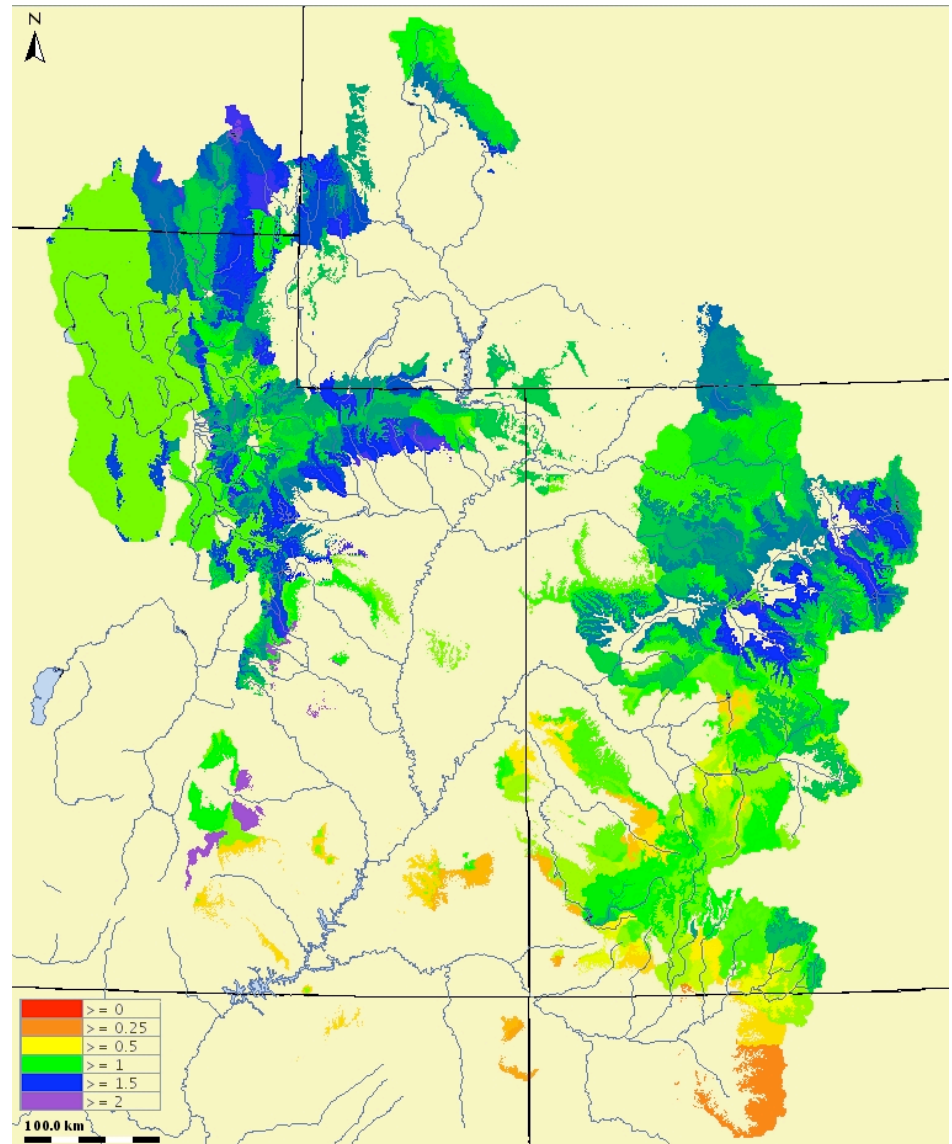 N
> = 0
> = 0.25
> = 0.5
> = 1
> = 1.5
> = 2
100.0 km